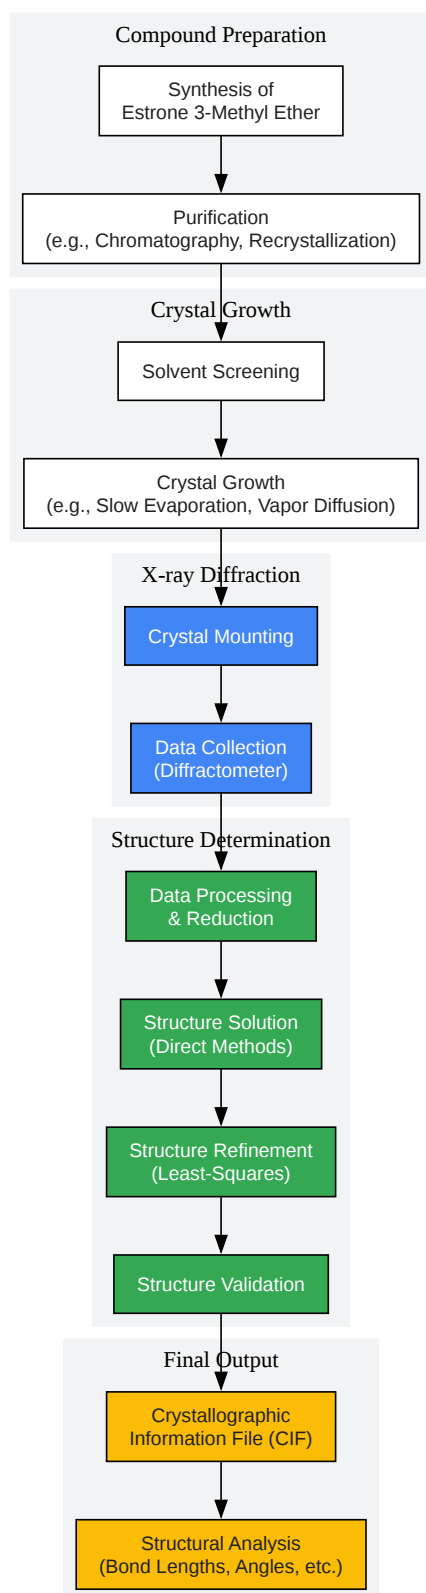 Compound Preparation
Synthesis of
Estrone 3-Methyl Ether
Purification
(e.g., Chromatography, Recrystallization)
Crystal Growth
Solvent Screening
Crystal Growth
(e.g., Slow Evaporation, Vapor Diffusion)
X-ray Diffraction
Crystal Mounting
Data Collection
(Diffractometer)
Structure Determination
Data Processing
& Reduction
Structure Solution
(Direct Methods)
Structure Refinement
(Least-Squares)
Structure Validation
Final Output
Crystallographic
Information File (CIF)
Structural Analysis
(Bond Lengths, Angles, etc.)